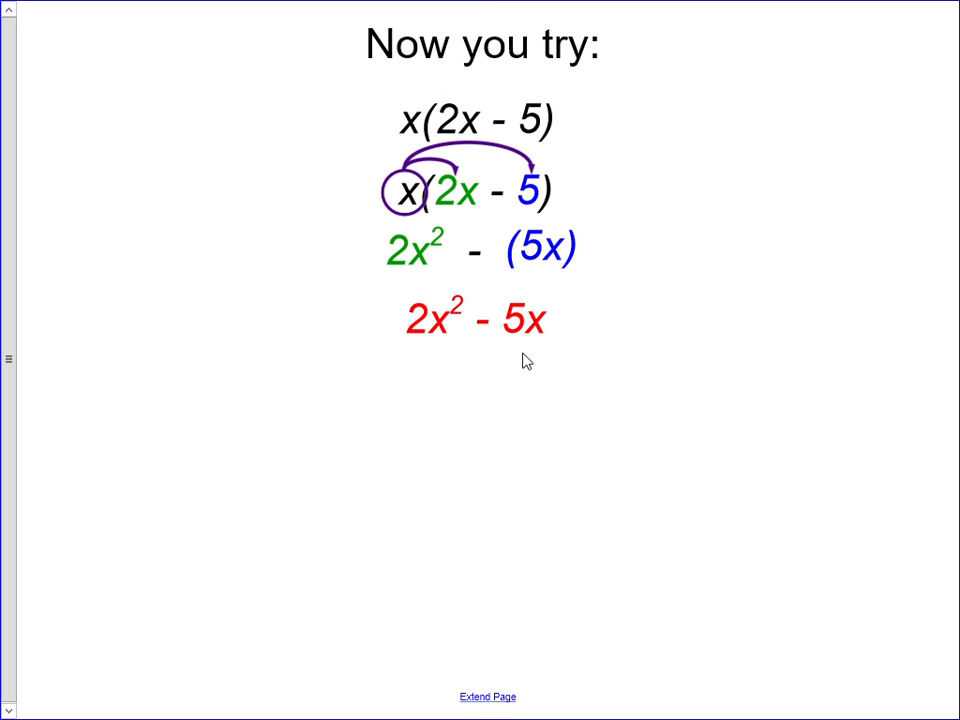 Now you try:
x(2x - 5)
x(2x - 5)
2x² - (5x)
2x² - 5x
Extend Page